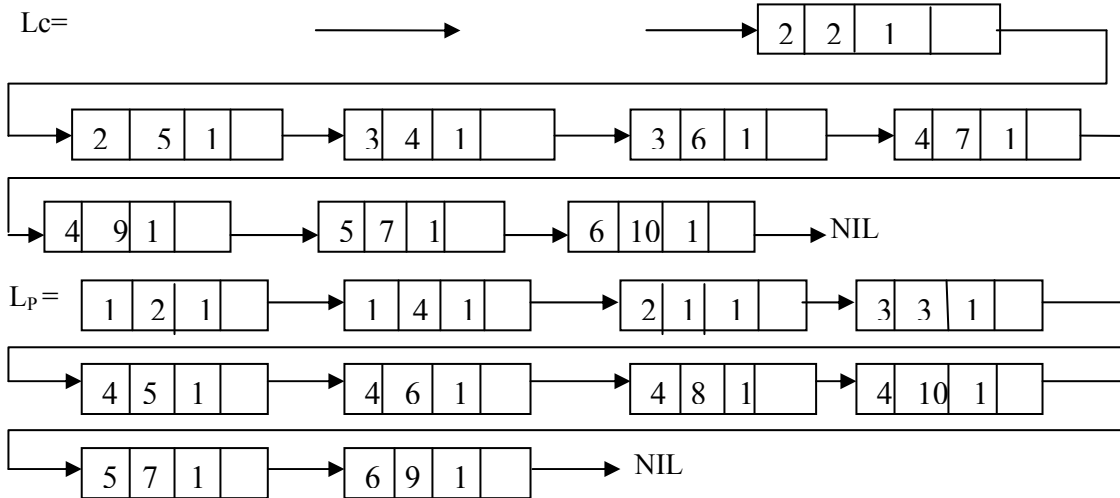 Lc= 2 2 1
2 5 1 3 4 1 3 6 1 4 7 1
4 9 1 5 7 1 6 10 1 NIL
LP= 1 2 1 1 4 1 2 1 1 3 3 1
4 5 1 4 6 1 4 8 1 4 10 1
5 7 1 6 9 1 NIL